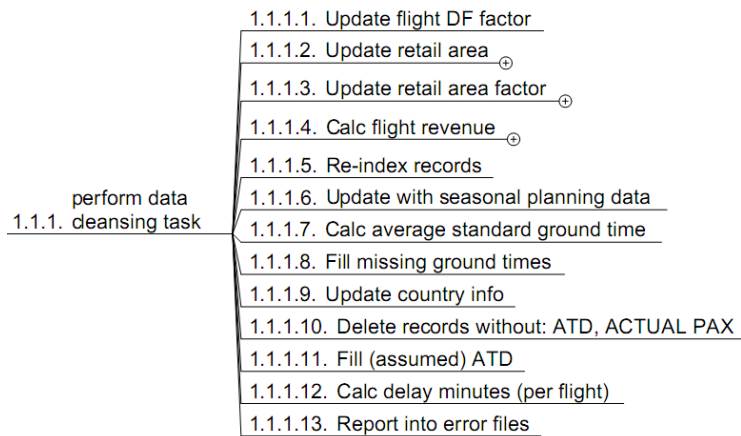 1.1.1.1. Update flight DF factor
1.1.1.2. Update retail area
1.1.1.3. Update retail area factor
1.1.1.4. Calc flight revenue
1.1.1.5. Re-index records
1.1.1.6. Update with seasonal planning data
perform data
1.1.1. cleansing task
1.1.1.7. Calc average standard ground time
1.1.1.8. Fill missing ground times
1.1.1.9. Update country info
1.1.1.10. Delete records without: ATD, ACTUAL PAX
1.1.1.11. Fill (assumed) ATD
1.1.1.12. Calc delay minutes (per flight)
1.1.1.13. Report into error files